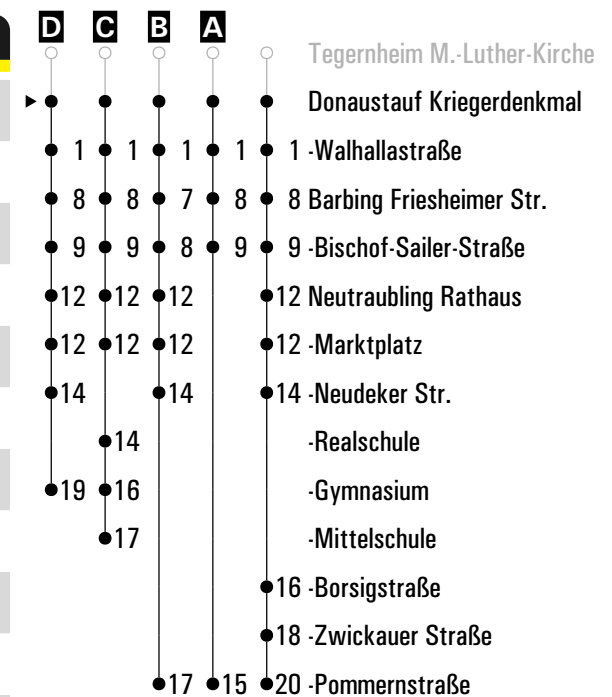 D C B A
Tegernheim M.-Luther-Kirche
Donaustauf Kriegerdenkmal
1 1 1 1 1 -Walhallastraße
8 8 7 8 8 Barbing Friesheimer Str.
9 9 8 9 9 -Bischof-Sailer-Straße
12 12 12 12 Neutraubling Rathaus
12 12 12 12 -Marktplatz
14 14 14 -Neudeker Str.
14 -Realschule
19 16 -Gymnasium
17 -Mittelschule
16 -Borsigstraße
18 -Zwickauer Straße
17 15 20 -Pommernstraße